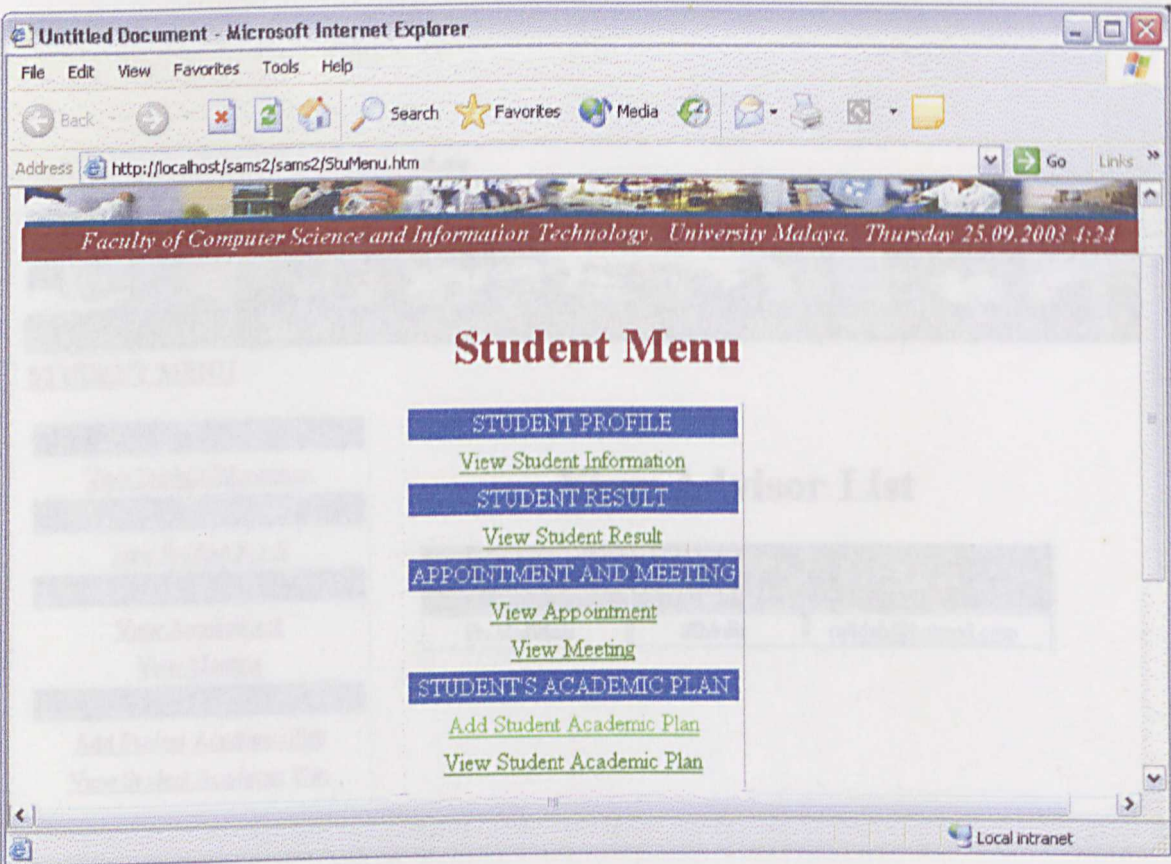 Untitled Document - Microsoft Internet Explorer
File Edit View Favorites Tools Help
Back Search Favorites Media
Address http://localhost/sams2/sams2/StuMenu.htm Go Links »
Faculty of Computer Science and Information Technology, University Malaya. Thursday 25.09.2003 4:24
Student Menu
STUDENT PROFILE
View Student Information
STUDENT RESULT
View Student Result
APPOINTMENT AND MEETING
View Appointment
View Meeting
STUDENT'S ACADEMIC PLAN
Add Student Academic Plan
View Student Academic Plan
Local intranet